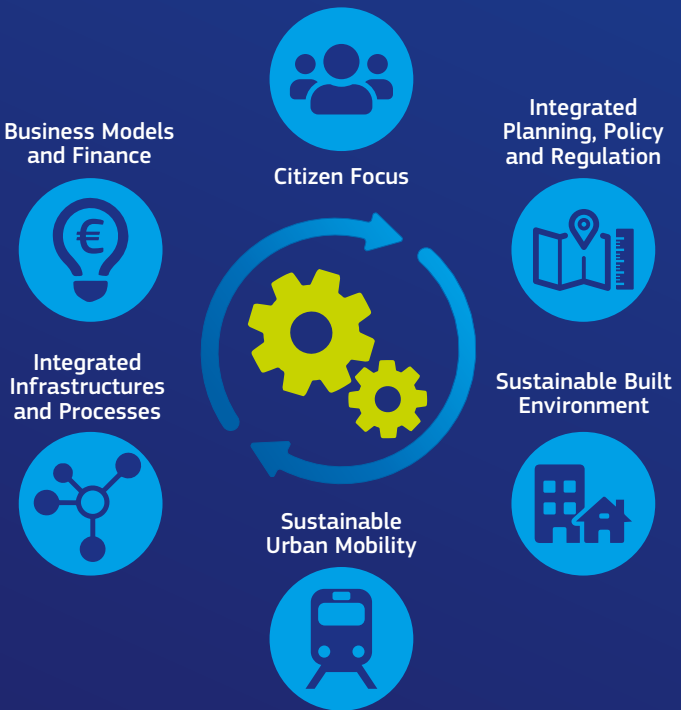 Citizen Focus
Business Models
and Finance
€
Integrated
Planning, Policy
and Regulation
Integrated
Infrastructures
and Processes
Sustainable Built
Environment
Sustainable
Urban Mobility